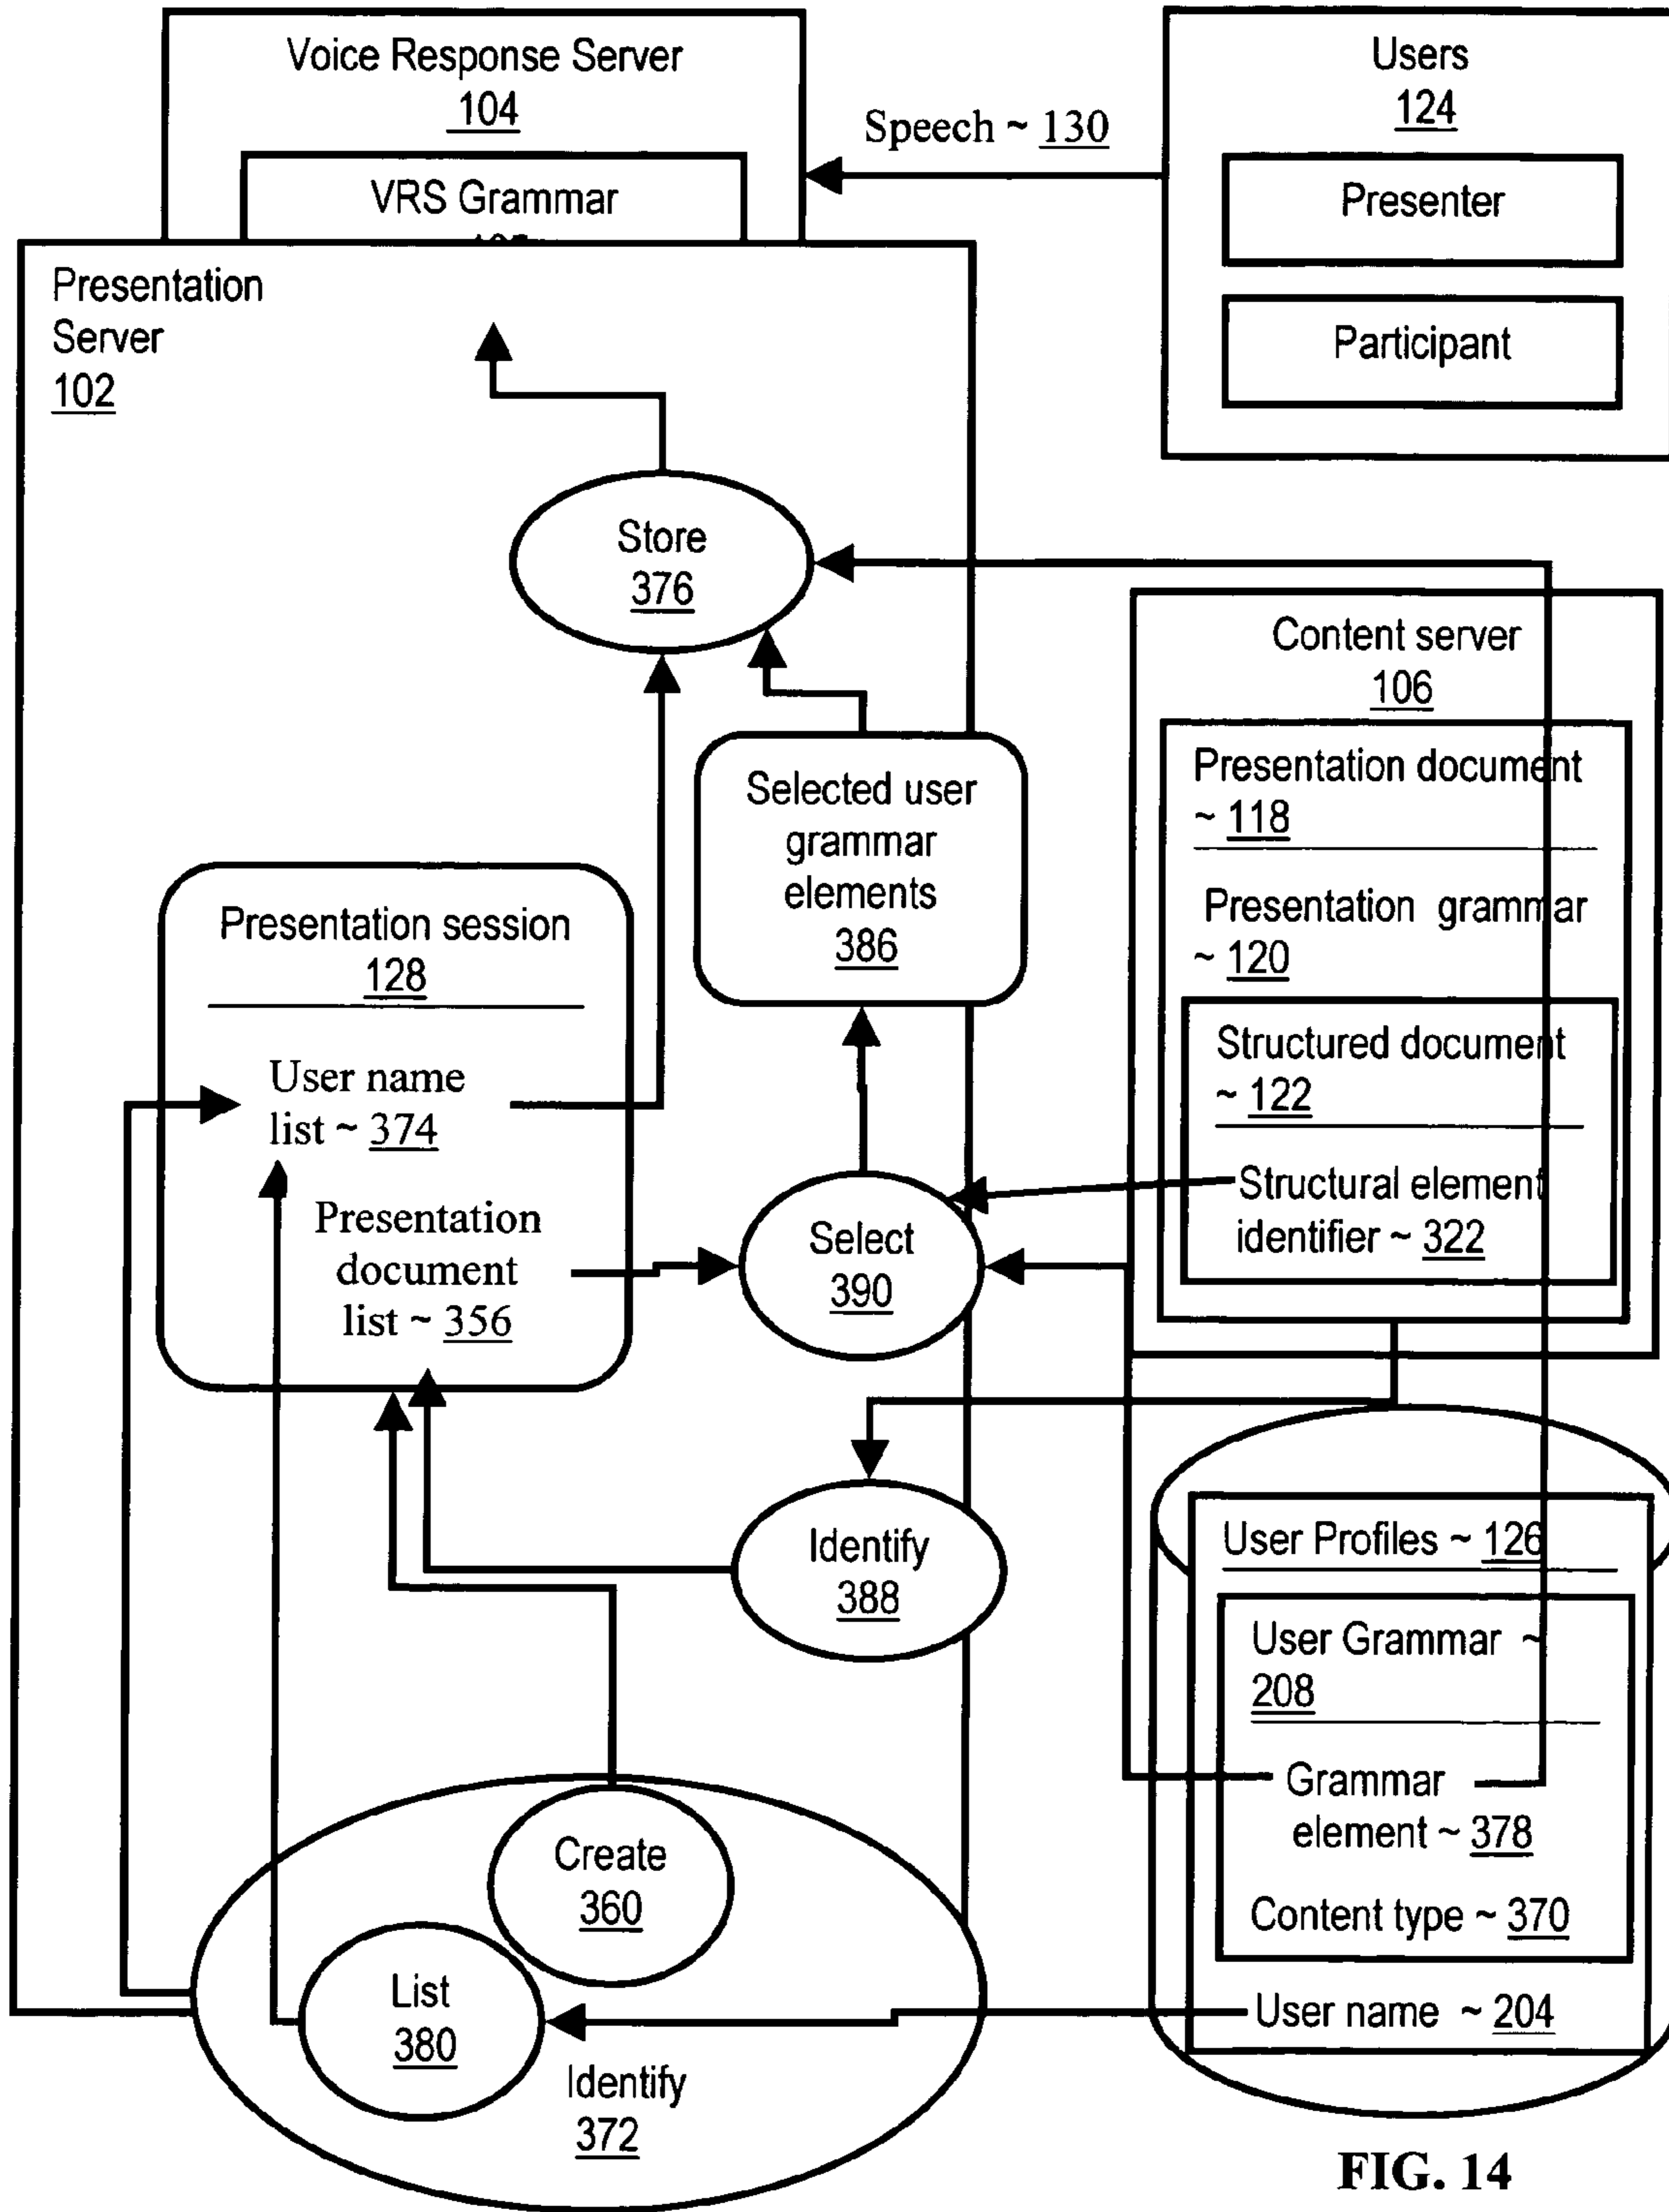 Voice Response Server
104
VRS Grammar
Speech ~ 130
Users
124
Presenter
Participant
Presentation
Server
102
Store
376
Content server
106
Presentation document
~ 118
Presentation grammar
~ 120
Structured document
~ 122
Structural element
identifier ~ 322
Selected user
grammar
elements
386
Presentation session
128
User name
list ~ 374
Presentation
document
list ~ 356
Select
390
Identify
388
User Profiles ~ 126
User Grammar ~
208
Grammar
element ~ 378
Content type ~ 370
User name ~ 204
Create
360
List
380
Identify
372
FIG. 14